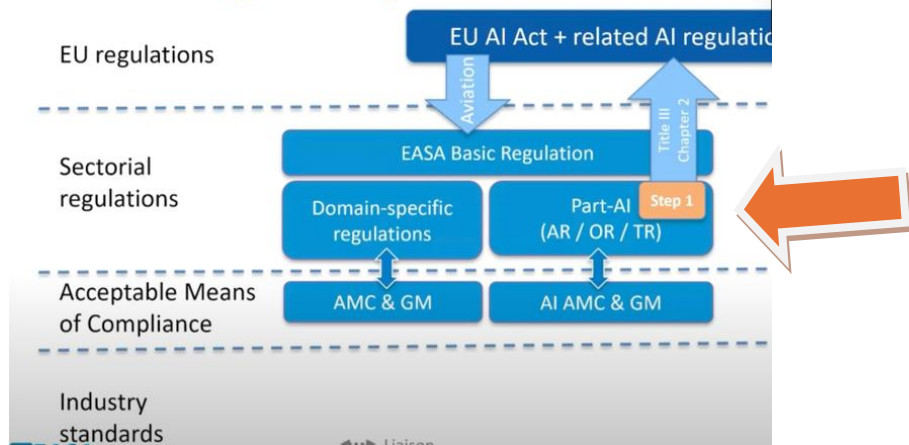 EU regulations
EU AI Act + related AI regulatio
Aviation
Title III
Chapter 2
Sectorial
regulations
EASA Basic Regulation
Domain-specific
regulations
Part-AI
(AR / OR / TR)
Step 1
Acceptable Means
of Compliance
AMC & GM
AI AMC & GM
Industry
standards
Liaison